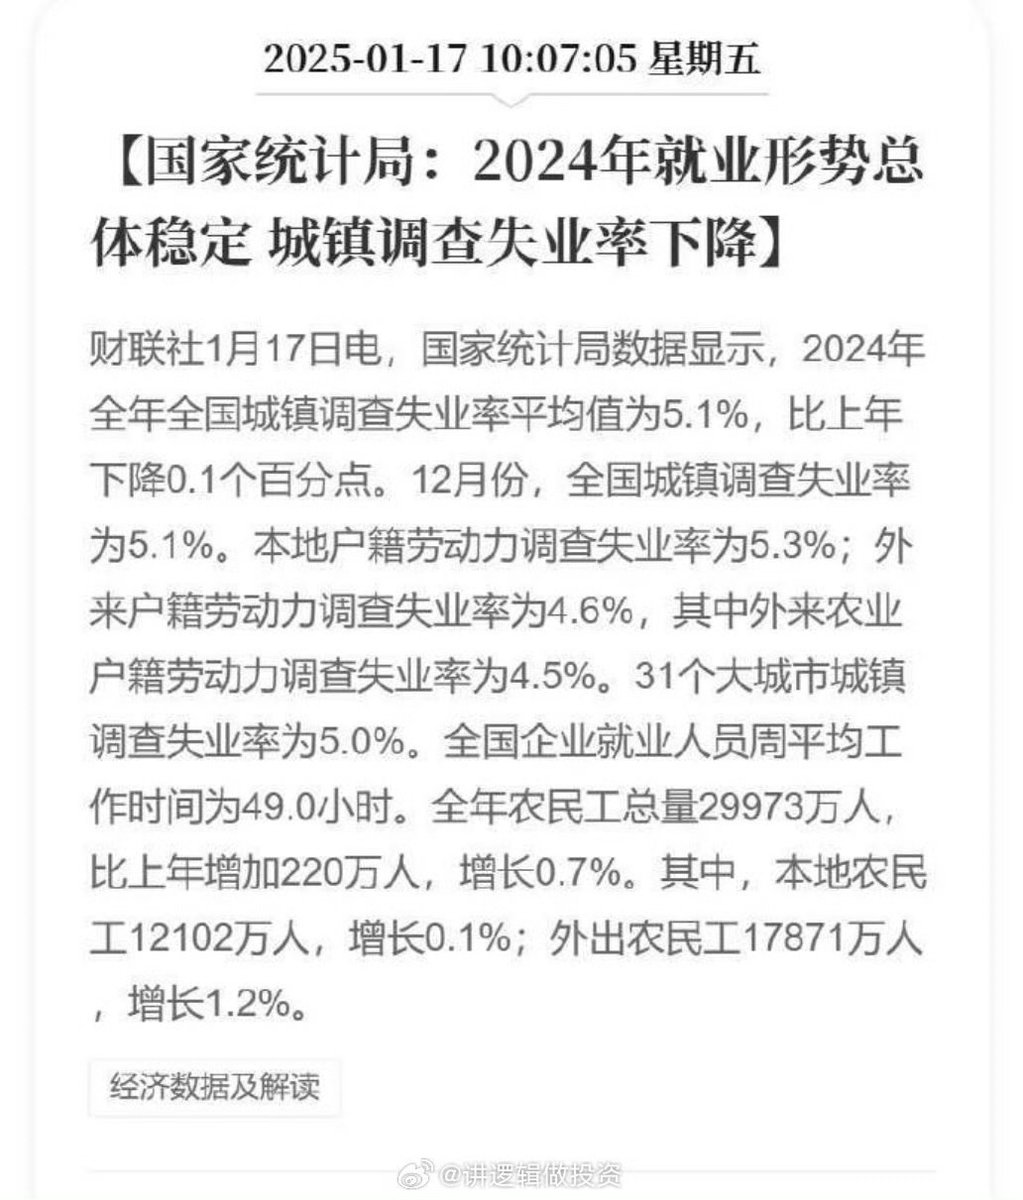 2025-01-17 10:07:05 星期五
【国家统计局：2024年就业形势总
体稳定 城镇调查失业率下降】
财联社1月17日电，国家统计局数据显示，2024年
全年全国城镇调查失业率平均值为5.1%，比上年
下降0.1个百分点。12月份，全国城镇调查失业率
为5.1%。本地户籍劳动力调查失业率为5.3%；外
来户籍劳动力调查失业率为4.6%，其中外来农业
户籍劳动力调查失业率为4.5%。31个大城市城镇
调查失业率为5.0%。全国企业就业人员周平均工
作时间为49.0小时。全年农民工总量29973万人，
比上年增加220万人，增长0.7%。其中，本地农民
工12102万人，增长0.1%；外出农民工17871万人
，增长1.2%。
经济数据及解读
@讲逻辑做投资